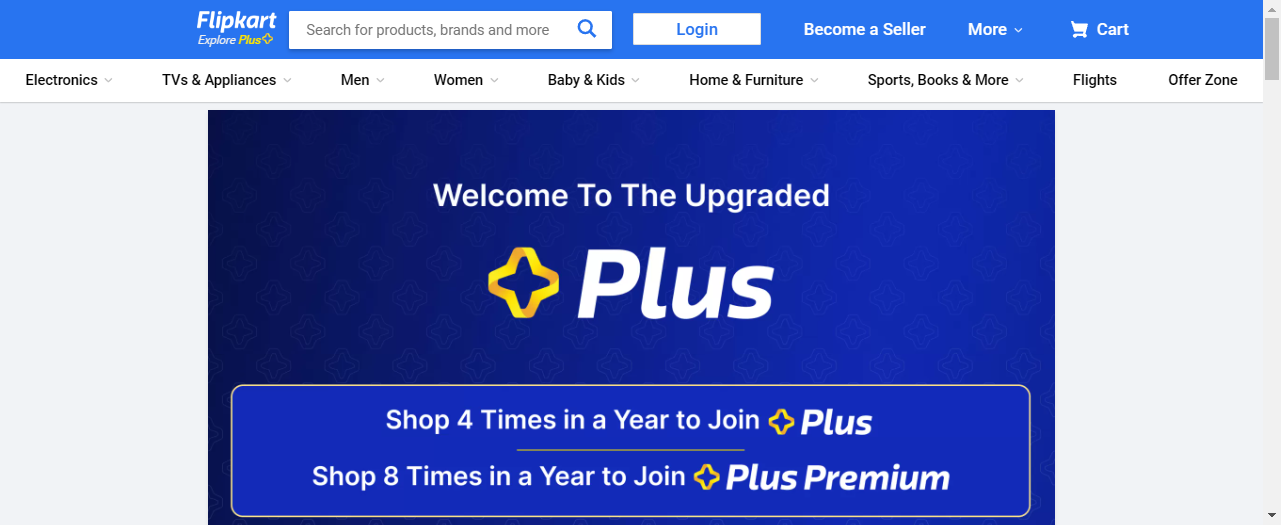 Flipkart
Explore Plus
Search for products, brands and more
Login
Become a Seller
More
Cart
Electronics
TVs & Appliances
Men
Women
Baby & Kids
Home & Furniture
Sports, Books & More
Flights
Offer Zone
Welcome To The Upgraded
Plus
Shop 4 Times in a Year to Join Plus
Shop 8 Times in a Year to Join Plus Premium